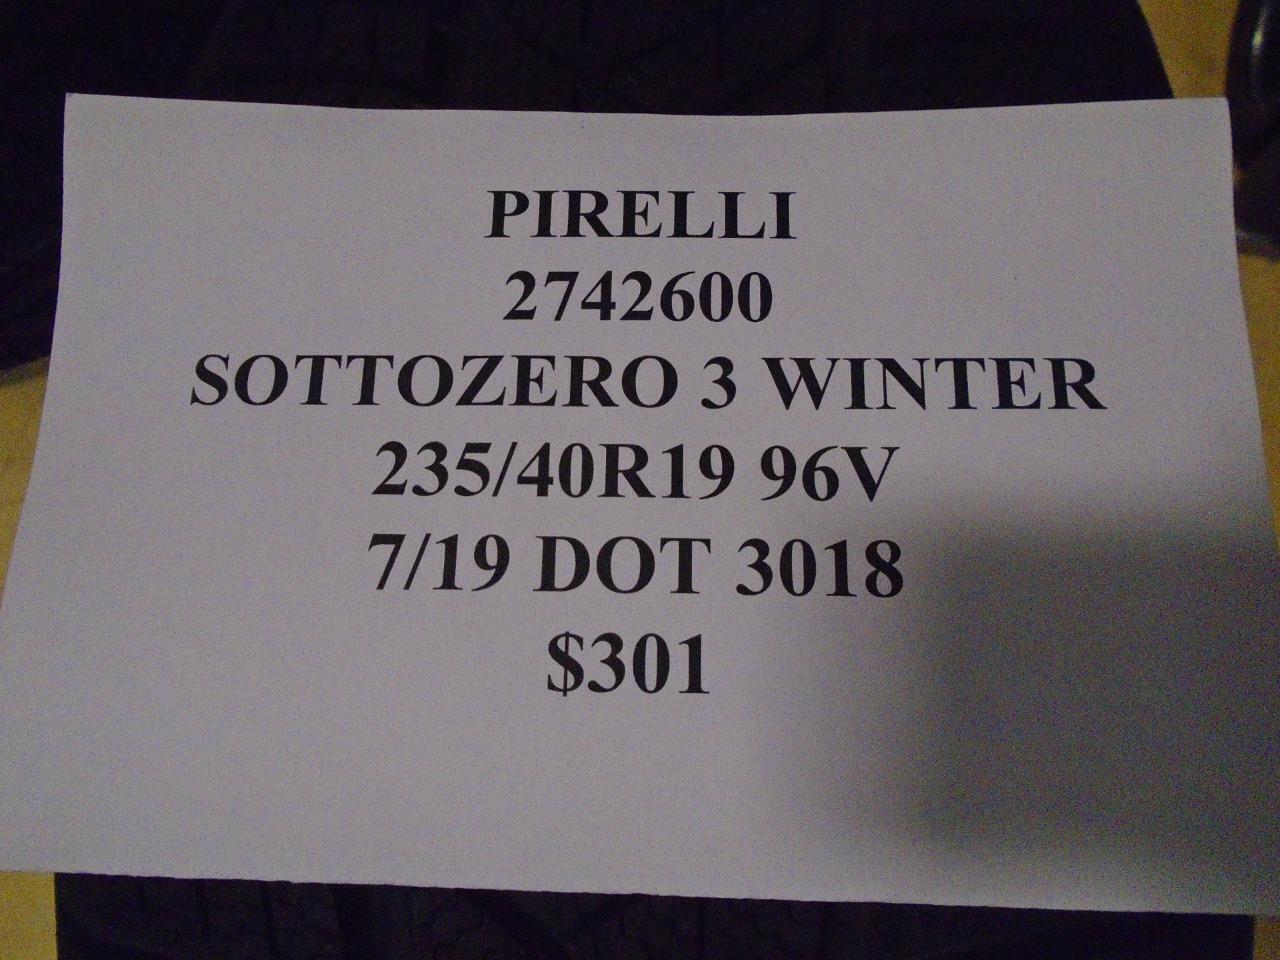 PIRELLI
2742600
SOTTOZERO 3 WINTER
235/40R19 96V
7/19 DOT 3018
$301